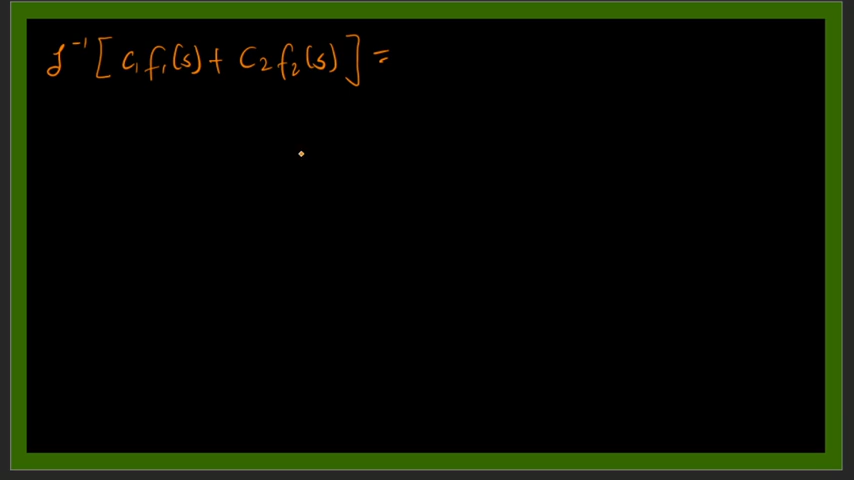 ℒ⁻¹[c₁f₁(s) + c₂f₂(s)] =